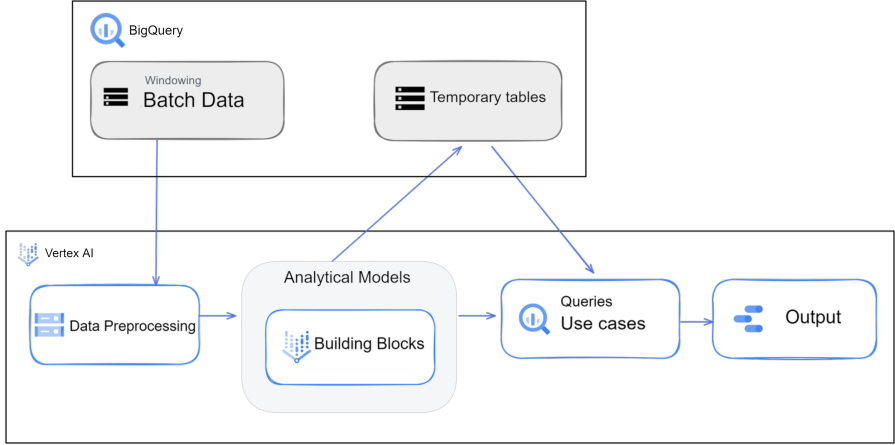 BigQuery
Windowing
Batch Data
Temporary tables
Vertex AI
Data Preprocessing
Analytical Models
Building Blocks
Queries
Use cases
Output